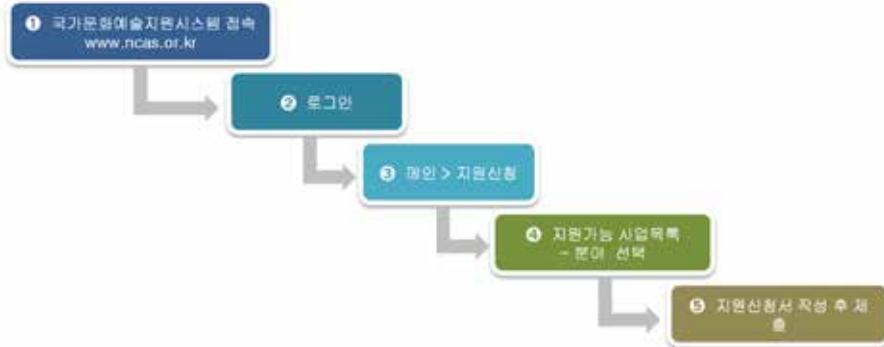 ❶ 국가문화예술지원시스템 접속
www.ncas.or.kr
❷ 로그인
❸ 메인 > 지원신청
❹ 지원가능 사업목록
- 분야 선택
❺ 지원신청서 작성 후 제
출